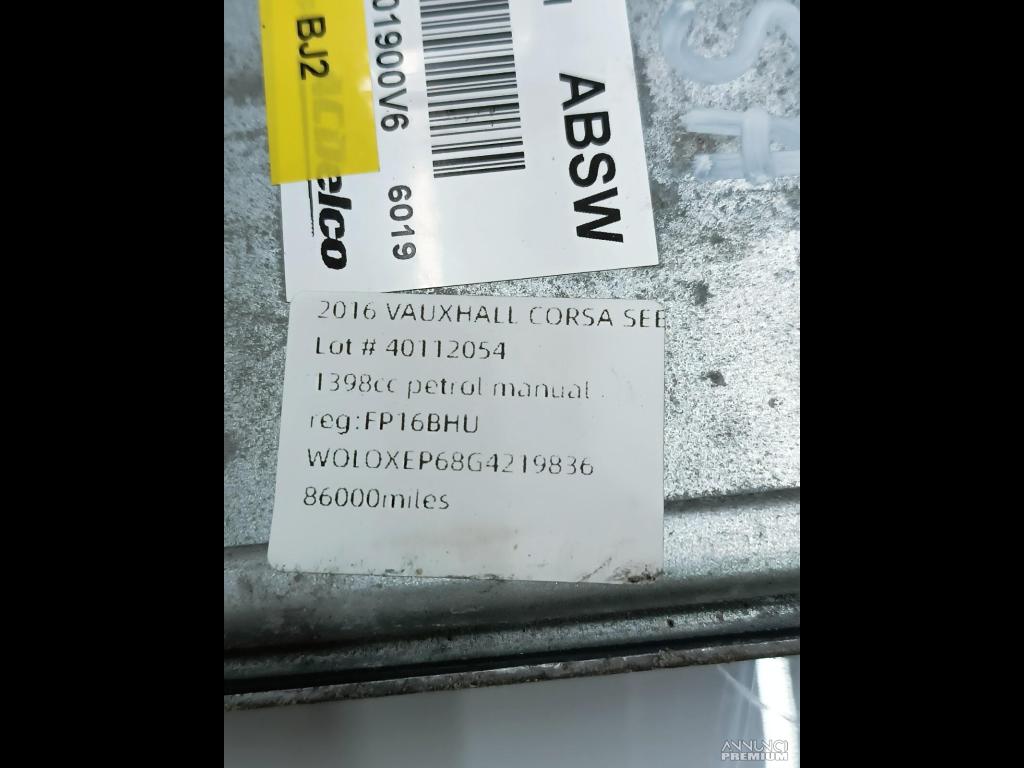 BJ2
elco
01900V6 6019
ABSW
2016 VAUXHALL CORSA SEE
Lot # 40112054
1398cc petrol manual
reg:FP16BHU
WOLOXEP68G4219836
86000miles
ANNUNCI
PREMIUM